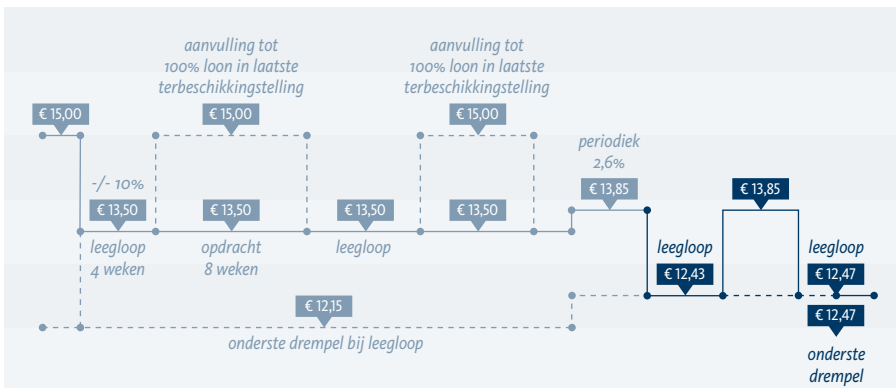 aanvulling tot
100% loon in laatste
terbeschikkingstelling
aanvulling tot
100% loon in laatste
terbeschikkingstelling
€ 15,00
€ 15,00
€ 15,00
periodiek
2,6%
-/- 10%
€ 13,85
€ 13,85
€ 13,50
€ 13,50
€ 13,50
€ 13,50
leegloop
4 weken
opdracht
8 weken
leegloop
leegloop
leegloop
€ 12,43
€ 12,47
€ 12,15
€ 12,47
onderste drempel bij leegloop
onderste
drempel